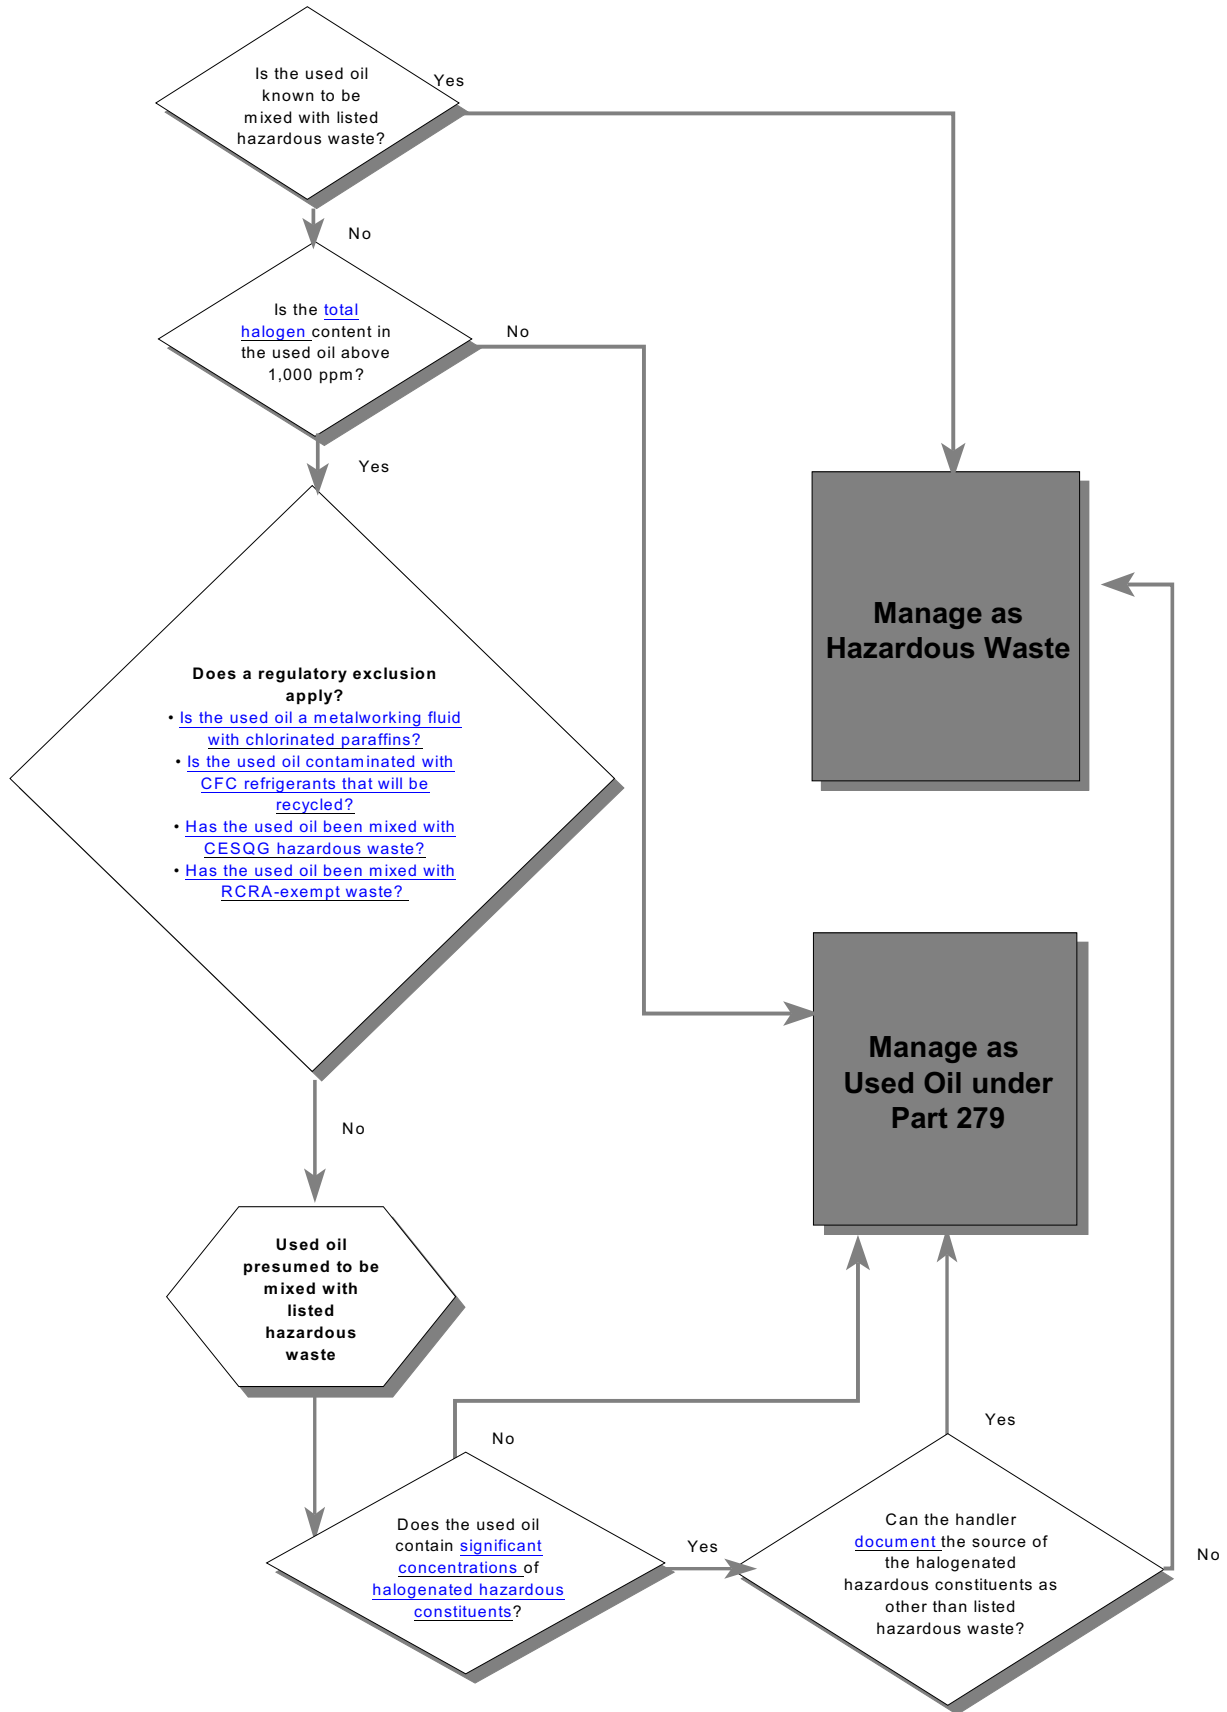 Is the used oil
known to be
mixed with listed
hazardous waste?
Yes
No
Is the total
halogen content in
the used oil above
1,000 ppm?
No
Yes
Does a regulatory exclusion
apply?
• Is the used oil a metalworking fluid
with chlorinated paraffins?
• Is the used oil contaminated with
CFC refrigerants that will be
recycled?
• Has the used oil been mixed with
CESQG hazardous waste?
• Has the used oil been mixed with
RCRA-exempt waste?
Manage as
Hazardous Waste
Manage as
Used Oil under
Part 279
No
Used oil
presumed to be
mixed with
listed
hazardous
waste
No
Does the used oil
contain significant
concentrations of
halogenated hazardous
constituents?
Yes
Yes
Can the handler
document the source of
the halogenated
hazardous constituents as
other than listed
hazardous waste?
No